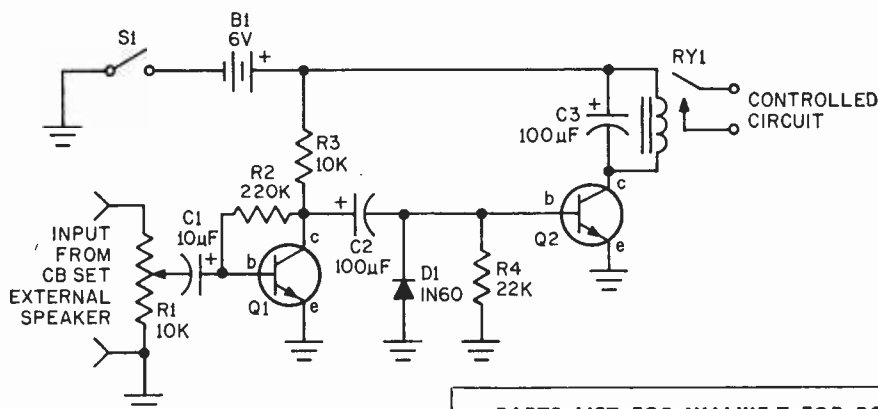 S1
B1
6V
+
RY1
CONTROLLED
CIRCUIT
+
C3
100µF
R3
10K
R2
220K
INPUT
FROM
CB SET
EXTERNAL
SPEAKER
R1
10K
C1
10µF
+
b
c
e
Q1
+
C2
100µF
D1
IN60
R4
22K
b
c
e
Q2